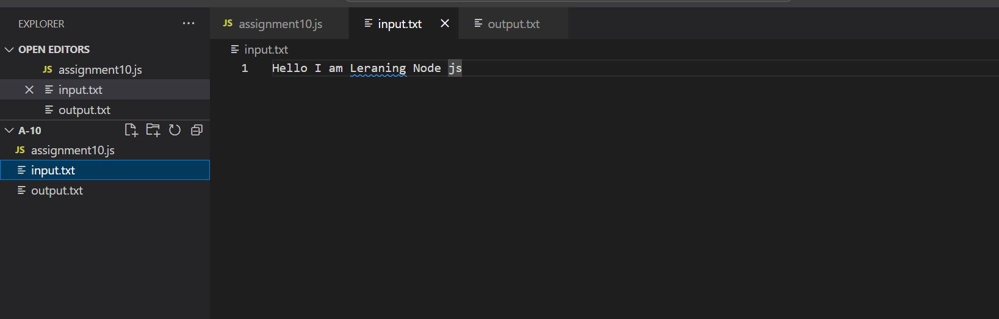 EXPLORER
OPEN EDITORS
JS assignment10.js
input.txt
output.txt
A-10
JS assignment10.js
input.txt
output.txt
JS assignment10.js
input.txt
output.txt
input.txt
1 Hello I am Leraning Node js